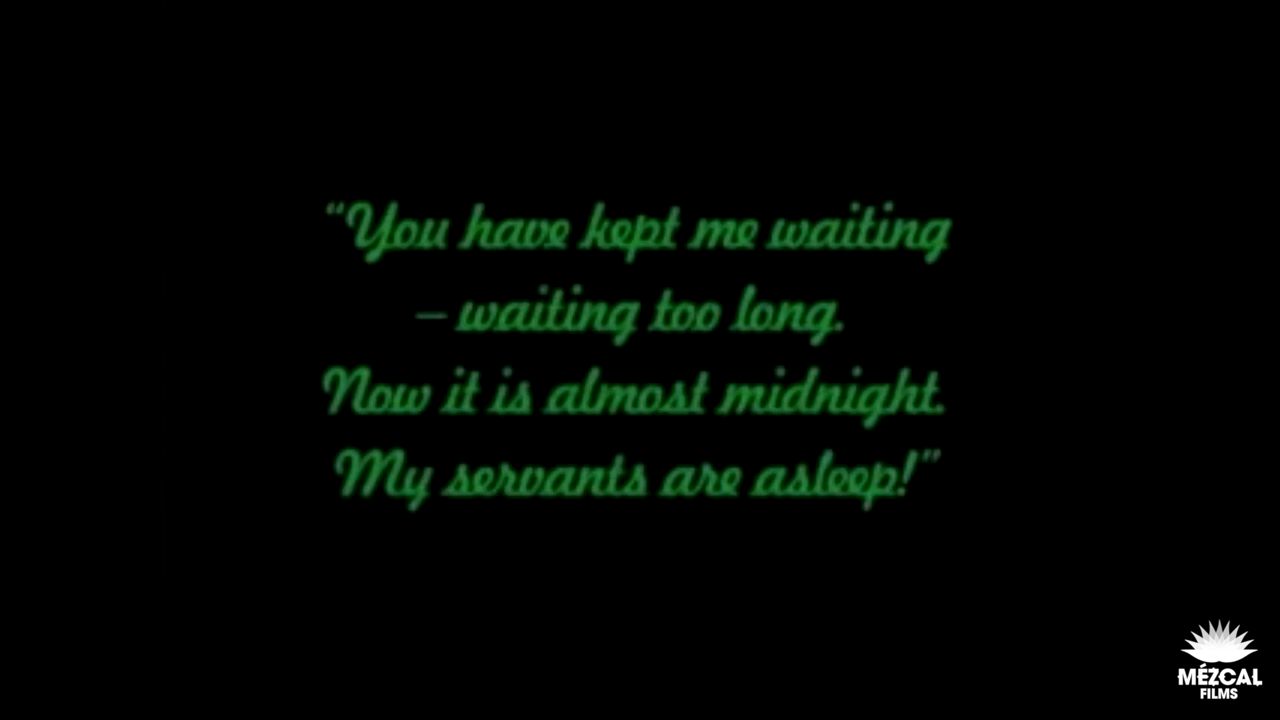 “You have kept me waiting
– waiting too long.
Now it is almost midnight.
My servants are asleep!”
MÉZCAL
FILMS